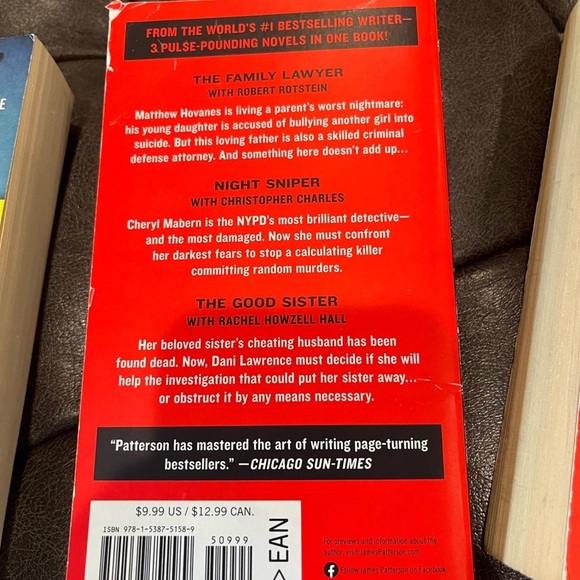 FROM THE WORLD'S #1 BESTSELLING WRITER—
3 PULSE-POUNDING NOVELS IN ONE BOOK!
THE FAMILY LAWYER
WITH ROBERT ROTSTEIN
Matthew Hovanes is living a parent's worst nightmare:
his young daughter is accused of bullying another girl into
suicide. But this loving father is also a skilled criminal
defense attorney. And something here doesn't add up...
NIGHT SNIPER
WITH CHRISTOPHER CHARLES
Cheryl Mabern is the NYPD's most brilliant detective—
and the most damaged. Now she must confront
her darkest fears to stop a calculating killer
committing random murders.
THE GOOD SISTER
WITH RACHEL HOWZELL HALL
Her beloved sister's cheating husband has been
found dead. Now, Dani Lawrence must decide if she will
help the investigation that could put her sister away...
or obstruct it by any means necessary.
"Patterson has mastered the art of writing page-turning
bestsellers." —CHICAGO SUN-TIMES
$9.99 US / $12.99 CAN.
ISBN 978-1-5387-5158-9
50999
> EAN
For previews and information about the
author, visit JamesPatterson.com
Follow James Patterson on Facebook
E